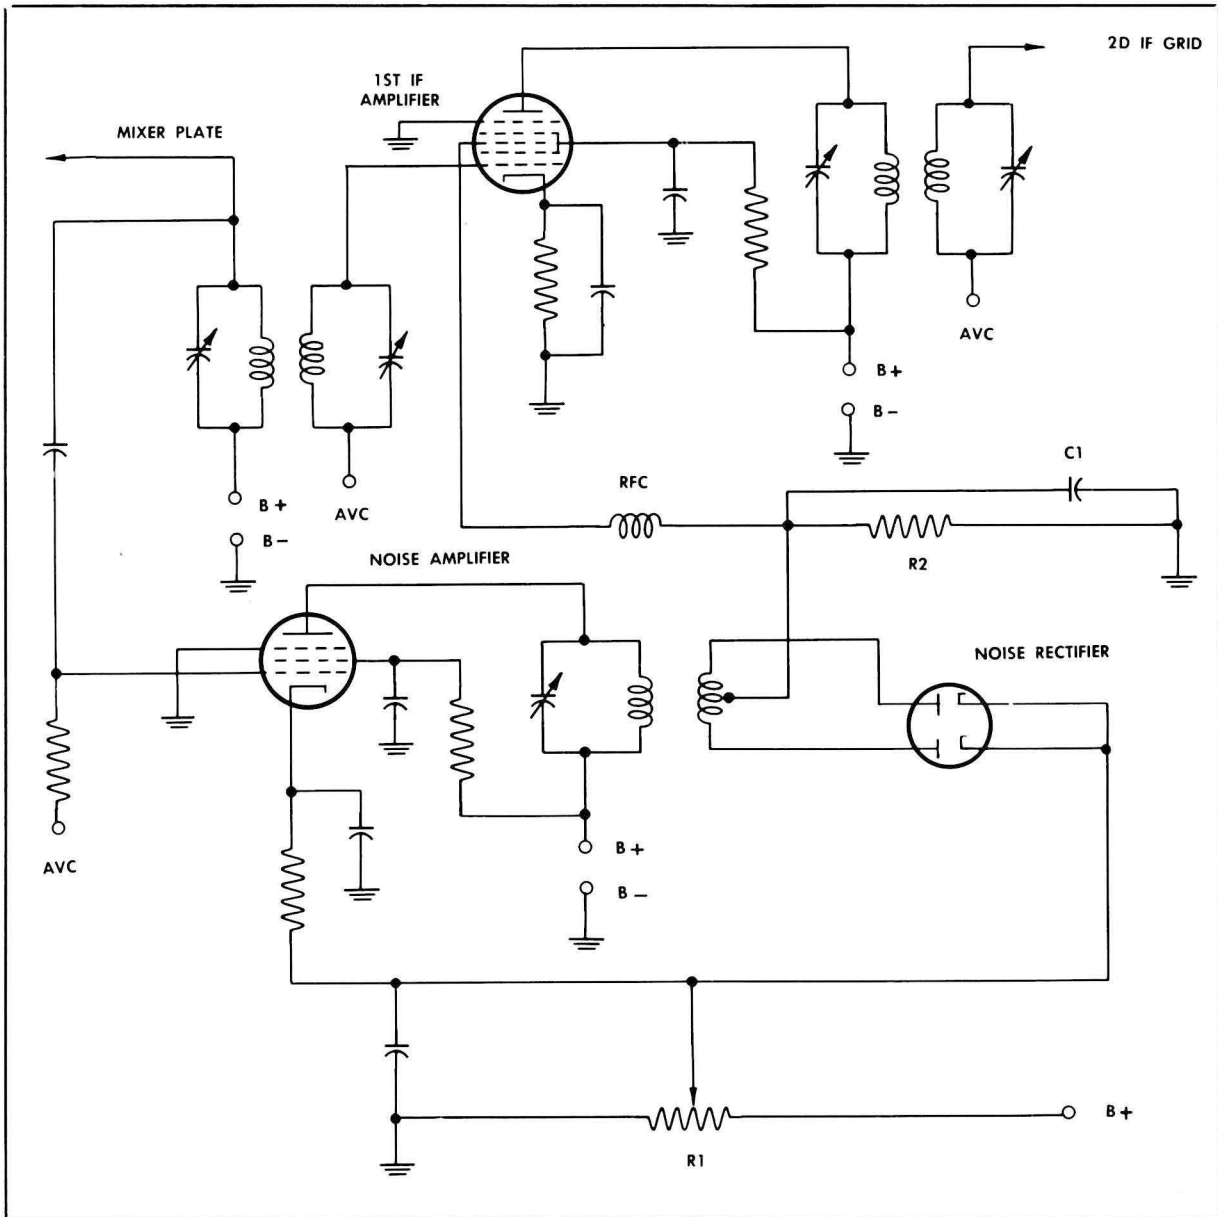 2D IF GRID
1ST IF
AMPLIFIER
MIXER PLATE
AVC
B+
B-
C1
RFC
B+
AVC
B-
R2
NOISE AMPLIFIER
NOISE RECTIFIER
B+
AVC
B-
B+
R1